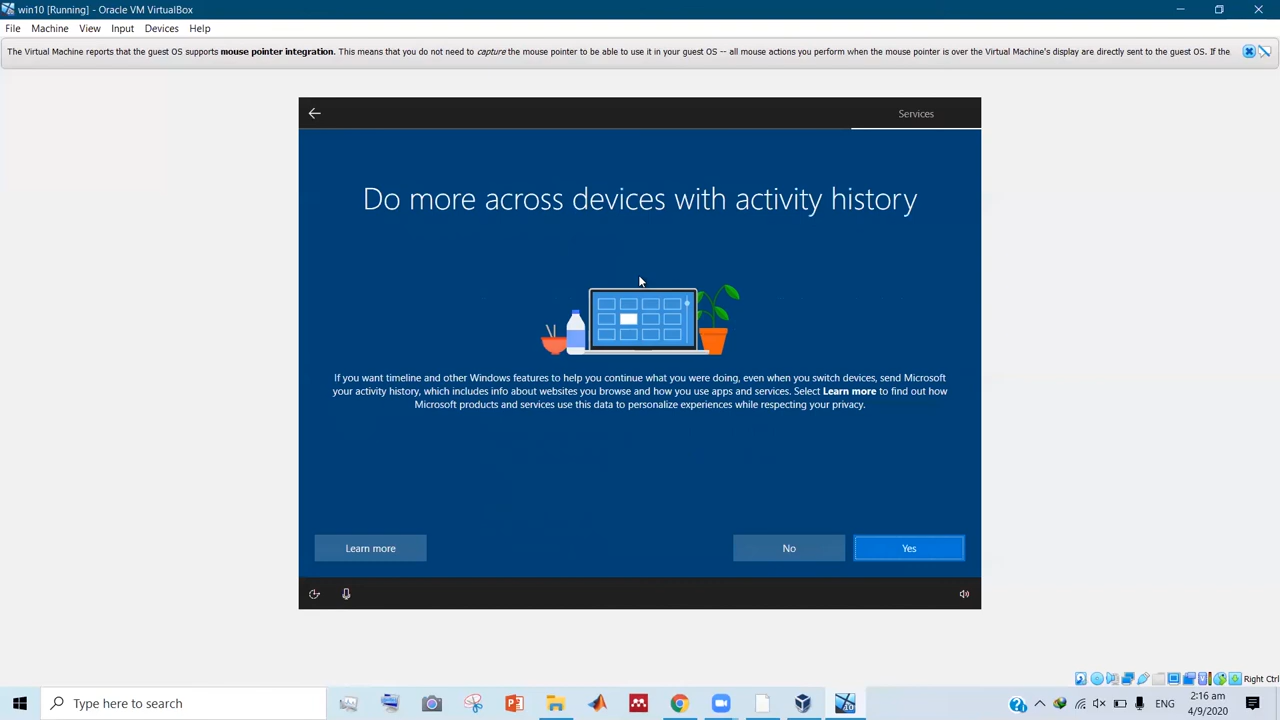 win10 [Running] - Oracle VM VirtualBox
File Machine View Input Devices Help
The Virtual Machine reports that the guest OS supports mouse pointer integration. This means that you do not need to capture the mouse pointer to be able to use it in your guest OS -- all mouse actions you perform when the mouse pointer is over the Virtual Machine's display are directly sent to the guest OS. If the
Services
Do more across devices with activity history
If you want timeline and other Windows features to help you continue what you were doing, even when you switch devices, send Microsoft
your activity history, which includes info about websites you browse and how you use apps and services. Select Learn more to find out how
Microsoft products and services use this data to personalize experiences while respecting your privacy.
Learn more No Yes
Right Ctrl
Type here to search
ENG
2:16 am
4/9/2020